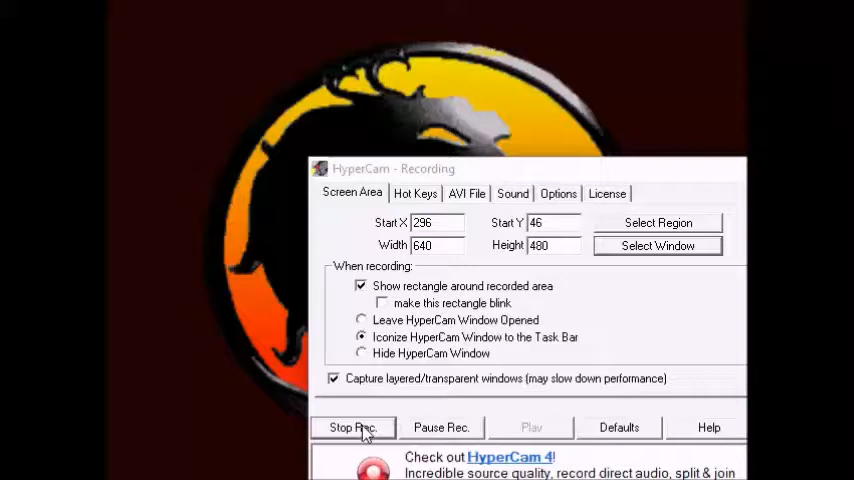 HyperCam - Recording
Screen Area Hot Keys AVI File Sound Options License
Start X 296 Start Y 46 Select Region
Width 640 Height 480 Select Window
When recording:
Show rectangle around recorded area
make this rectangle blink
Leave HyperCam Window Opened
Iconize HyperCam Window to the Task Bar
Hide HyperCam Window
Capture layered/transparent windows (may slow down performance)
Stop Rec. Pause Rec. Play Defaults Help
Check out HyperCam 4!
Incredible source quality, record direct audio, split & join